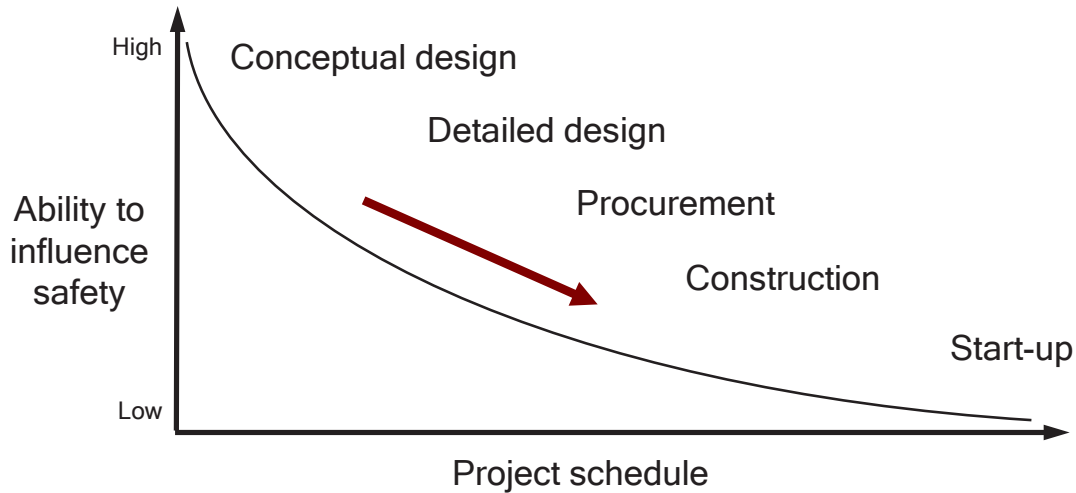 High
Conceptual design
Detailed design
Ability to
influence
safety
Procurement
Construction
Start-up
Low
Project schedule